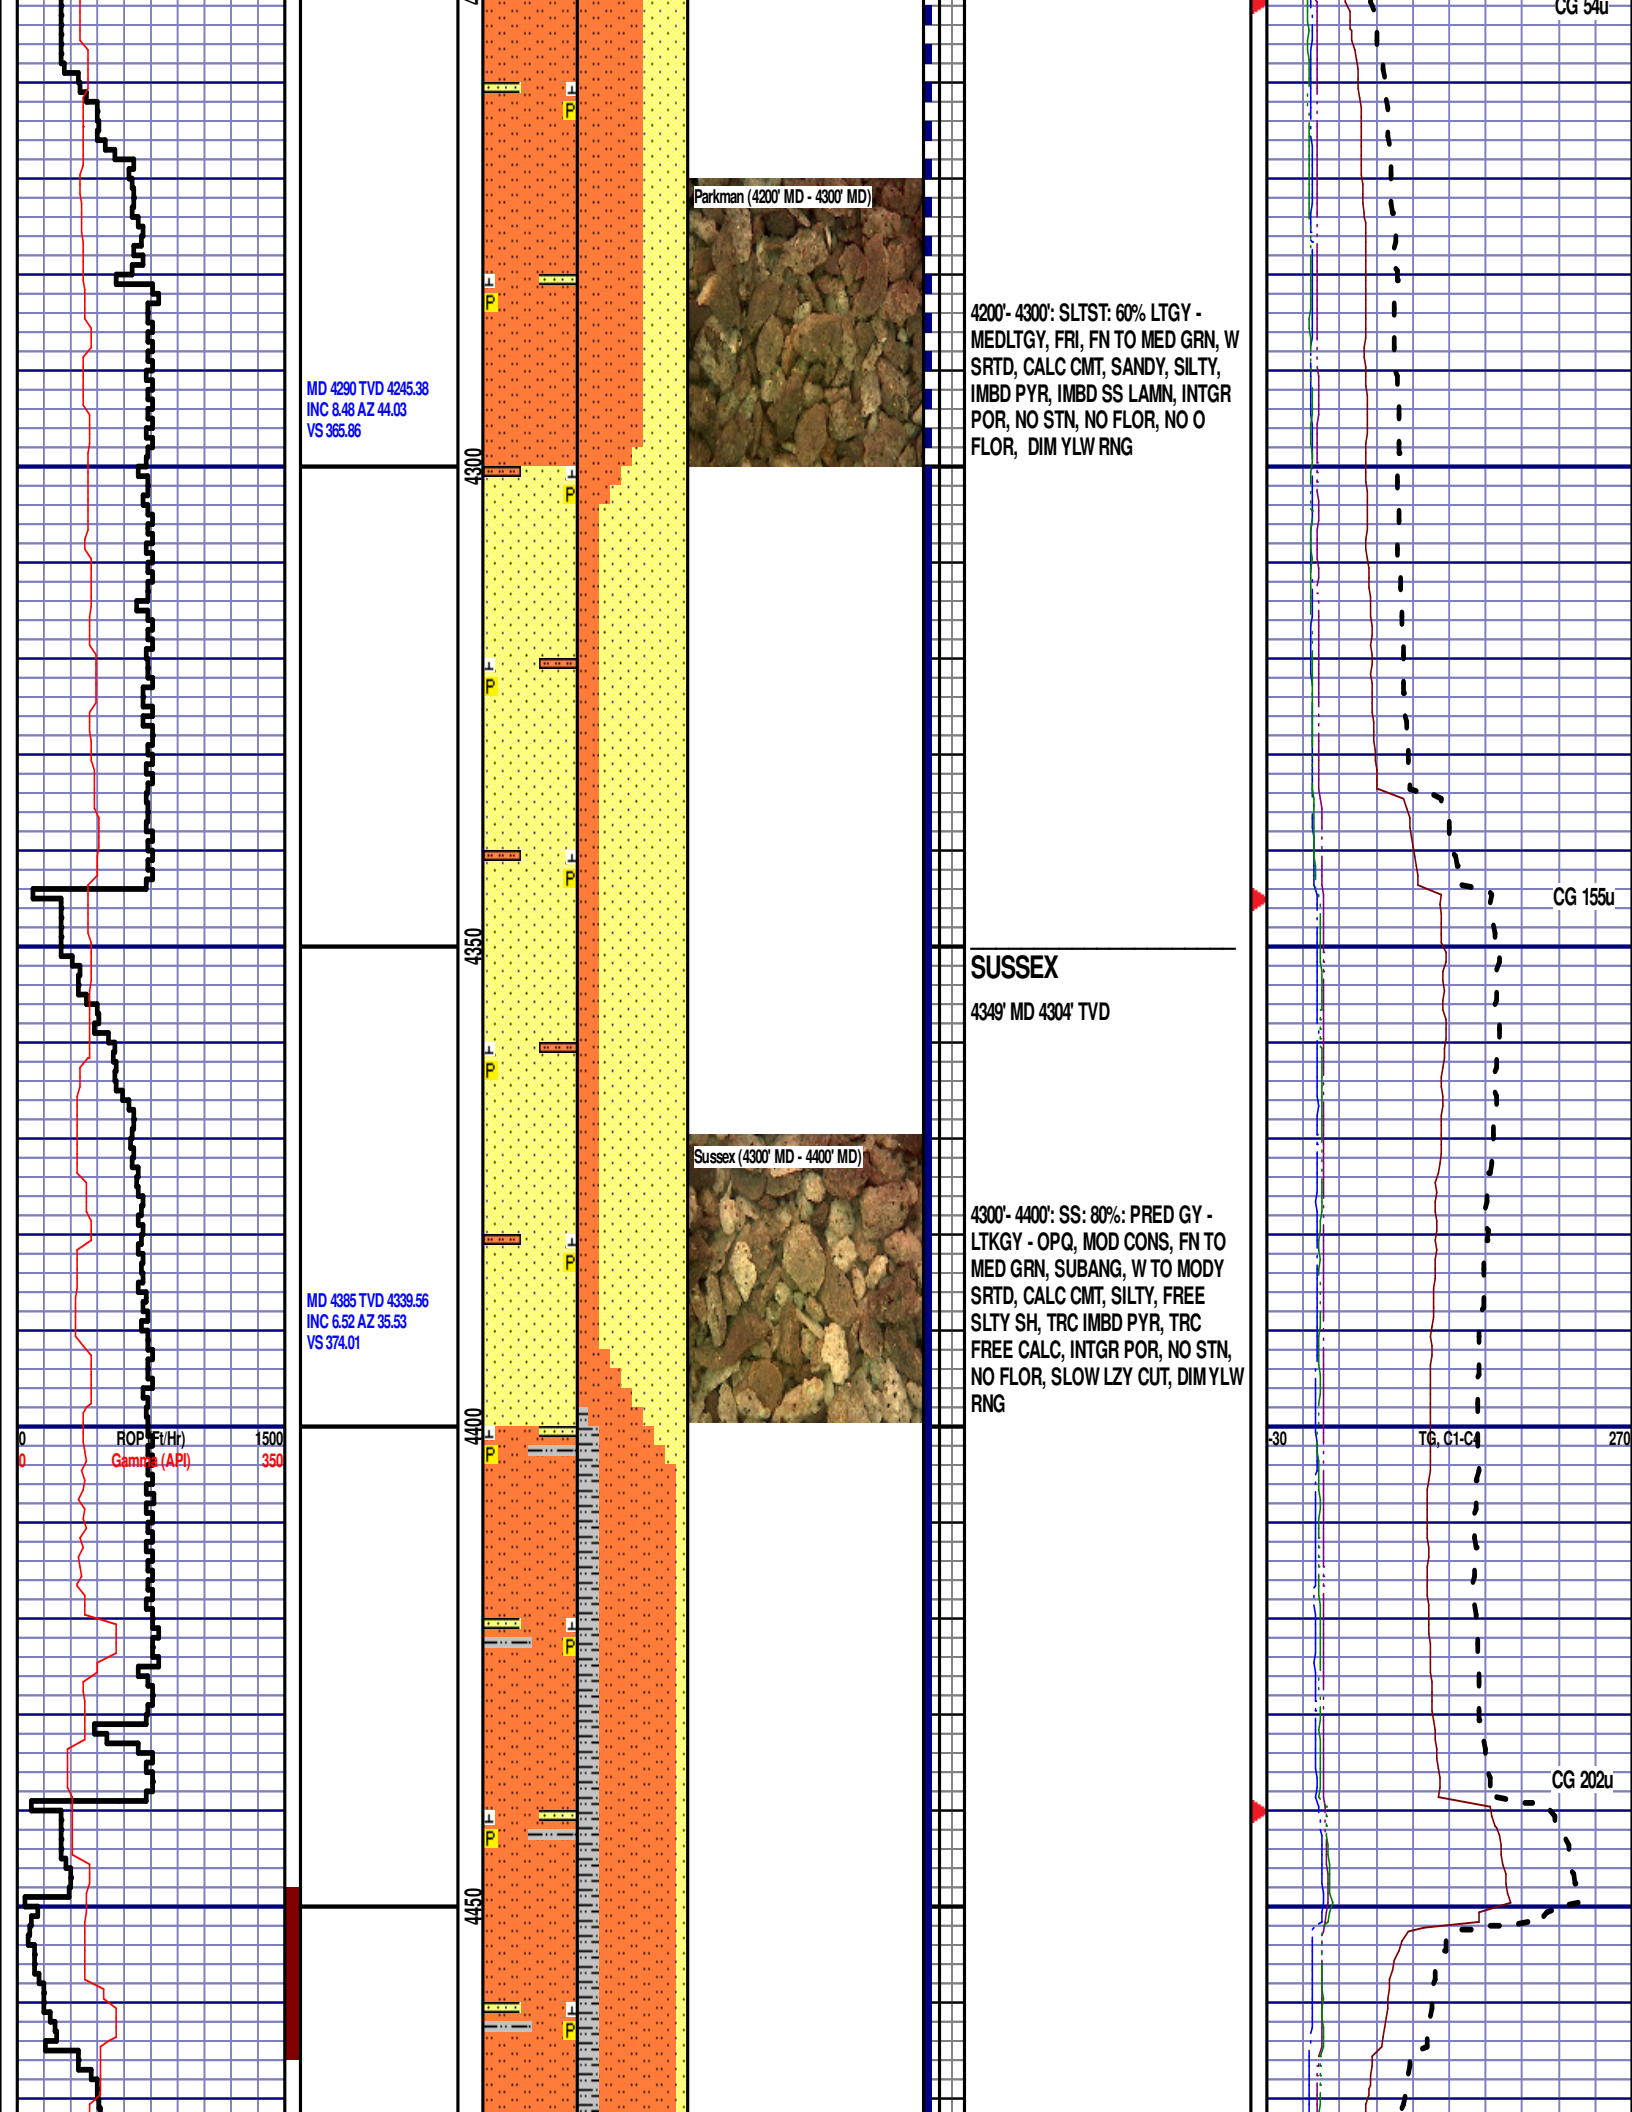 CG 54u
P
Parkman (4200' MD - 4300' MD)
P
4200'- 4300': SLTST: 60% LTGY -
MEDLTGY, FRI, FN TO MED GRN, W
SRTD, CALC CMT, SANDY, SILTY,
IMBD PYR, IMBD SS LAMN, INTGR
POR, NO STN, NO FLOR, NO O
FLOR, DIM YLW RNG
MD 4290 TVD 4245.38
INC 8.48 AZ 44.03
VS 365.86
4300
P
P
P
CG 155u
4350
SUSSEX
4349' MD 4304' TVD
P
Sussex (4300' MD - 4400' MD)
4300'- 4400': SS: 80%: PRED GY -
LTKGY - OPQ, MOD CONS, FN TO
MED GRN, SUBANG, W TO MODY
SRTD, CALC CMT, SILTY, FREE
SLTY SH, TRC IMBD PYR, TRC
FREE CALC, INTGR POR, NO STN,
NO FLOR, SLOW LZY CUT, DIM YLW
RNG
P
MD 4385 TVD 4339.56
INC 6.52 AZ 35.53
VS 374.01
4400
0 ROP (Ft/Hr) 1500
0 Gamma (API) 350
P
-30 TG, C1-C4 270
P
CG 202u
P
4450
P